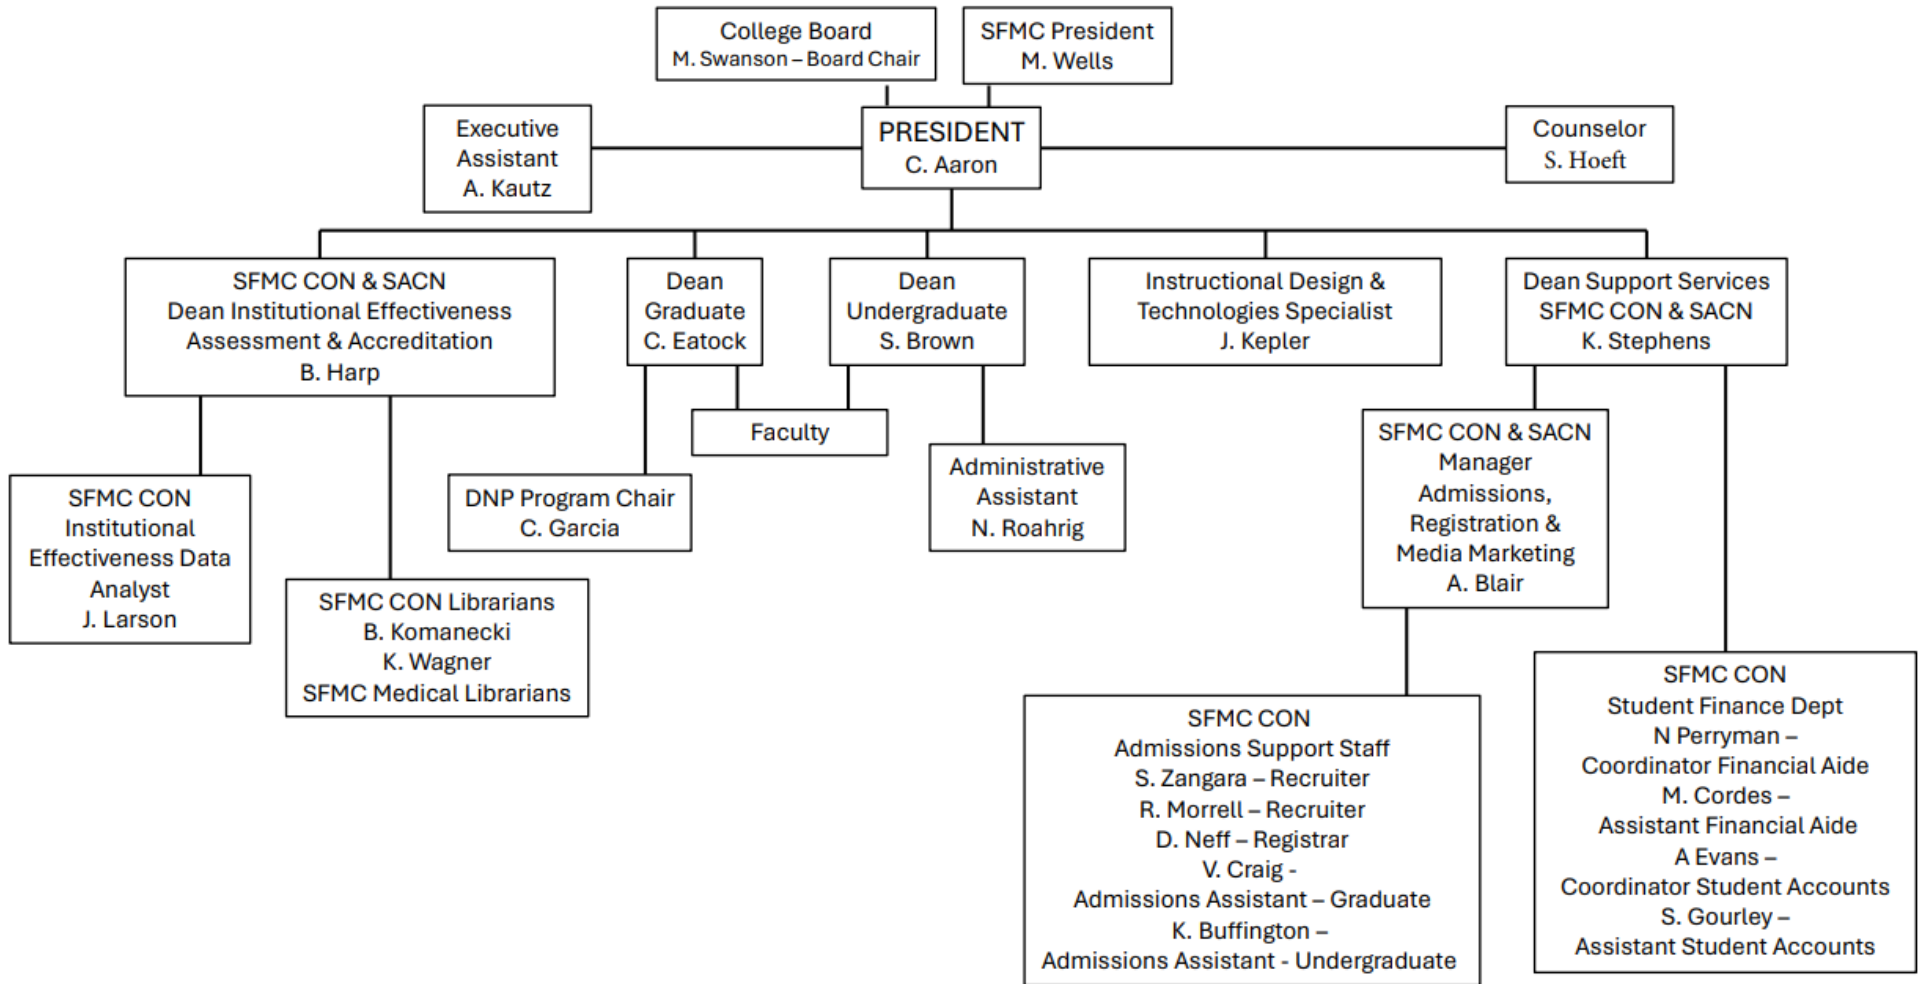 College Board
M. Swanson – Board Chair
SFMC President
M. Wells
Executive
Assistant
A. Kautz
PRESIDENT
C. Aaron
Counselor
S. Hoeft
SFMC CON & SACN
Dean Institutional Effectiveness
Assessment & Accreditation
B. Harp
Dean
Graduate
C. Eatock
Dean
Undergraduate
S. Brown
Instructional Design &
Technologies Specialist
J. Kepler
Dean Support Services
SFMC CON & SACN
K. Stephens
Faculty
SFMC CON & SACN
Manager
Admissions,
Registration &
Media Marketing
A. Blair
Administrative
Assistant
N. Roahrig
SFMC CON
Institutional
Effectiveness Data
Analyst
J. Larson
DNP Program Chair
C. Garcia
SFMC CON Librarians
B. Komanecki
K. Wagner
SFMC Medical Librarians
SFMC CON
Admissions Support Staff
S. Zangara – Recruiter
R. Morrell – Recruiter
D. Neff – Registrar
V. Craig -
Admissions Assistant – Graduate
K. Buffington –
Admissions Assistant - Undergraduate
SFMC CON
Student Finance Dept
N Perryman –
Coordinator Financial Aide
M. Cordes –
Assistant Financial Aide
A Evans –
Coordinator Student Accounts
S. Gourley –
Assistant Student Accounts